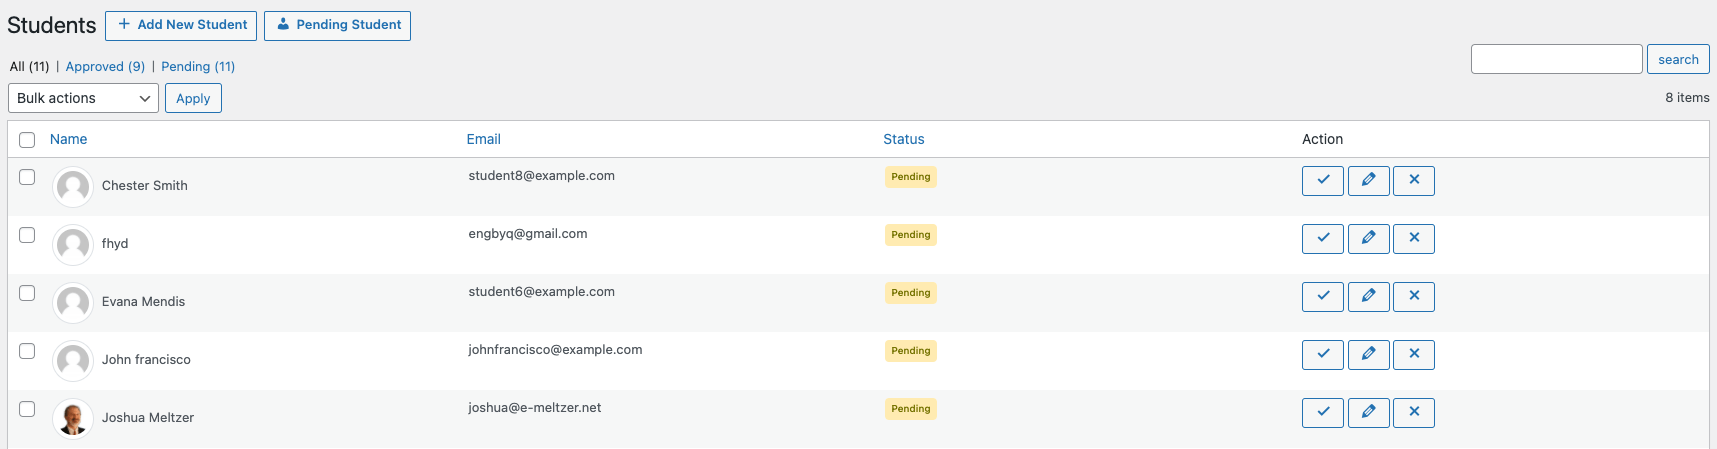 Students + Add New Student Pending Student
All (11) | Approved (9) | Pending (11)
search
Bulk actions Apply
8 items
Name Email Status Action
Chester Smith student8@example.com Pending
fhyd engbyq@gmail.com Pending
Evana Mendis student6@example.com Pending
John francisco johnfrancisco@example.com Pending
Joshua Meltzer joshua@e-meltzer.net Pending